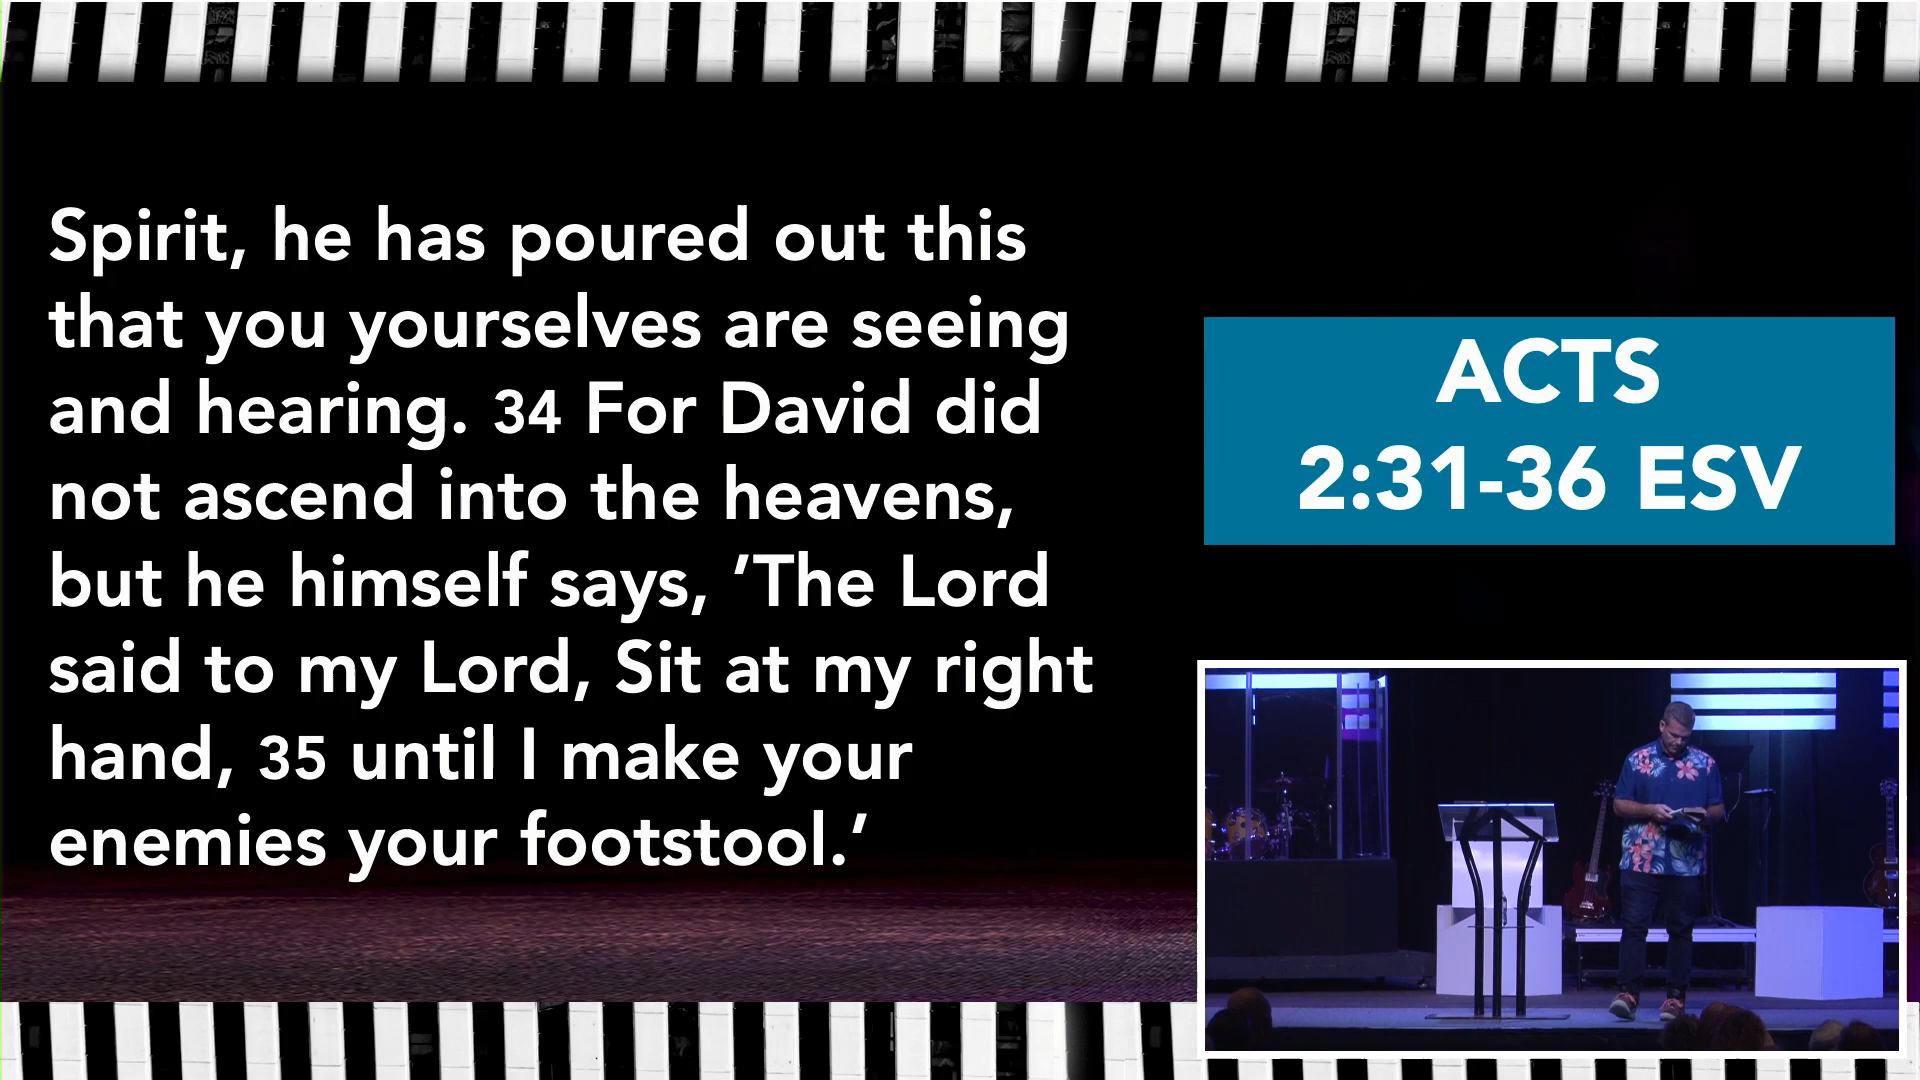 Spirit, he has poured out this
that you yourselves are seeing
and hearing. 34 For David did
not ascend into the heavens,
but he himself says, ’The Lord
said to my Lord, Sit at my right
hand, 35 until I make your
enemies your footstool.’
ACTS
2:31-36 ESV